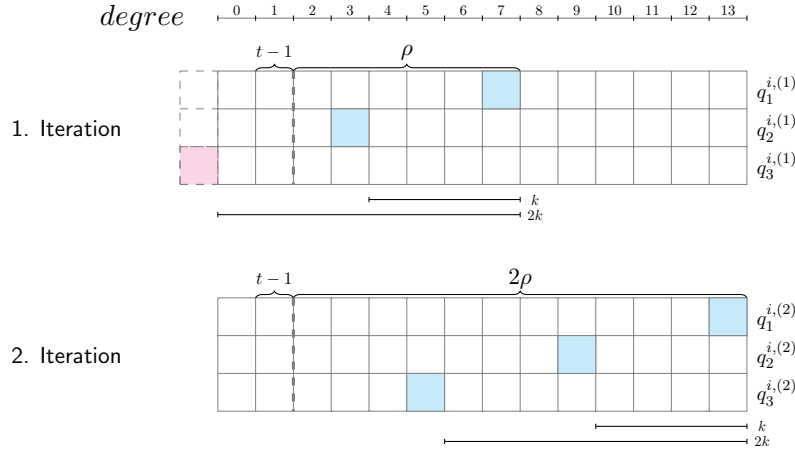 degree 0 1 2 3 4 5 6 7 8 9 10 11 12 13
t − 1 ρ
q_1^{i,(1)}
1. Iteration q_2^{i,(1)}
q_3^{i,(1)}
k
2k
t − 1 2ρ
q_1^{i,(2)}
2. Iteration q_2^{i,(2)}
q_3^{i,(2)}
k
2k